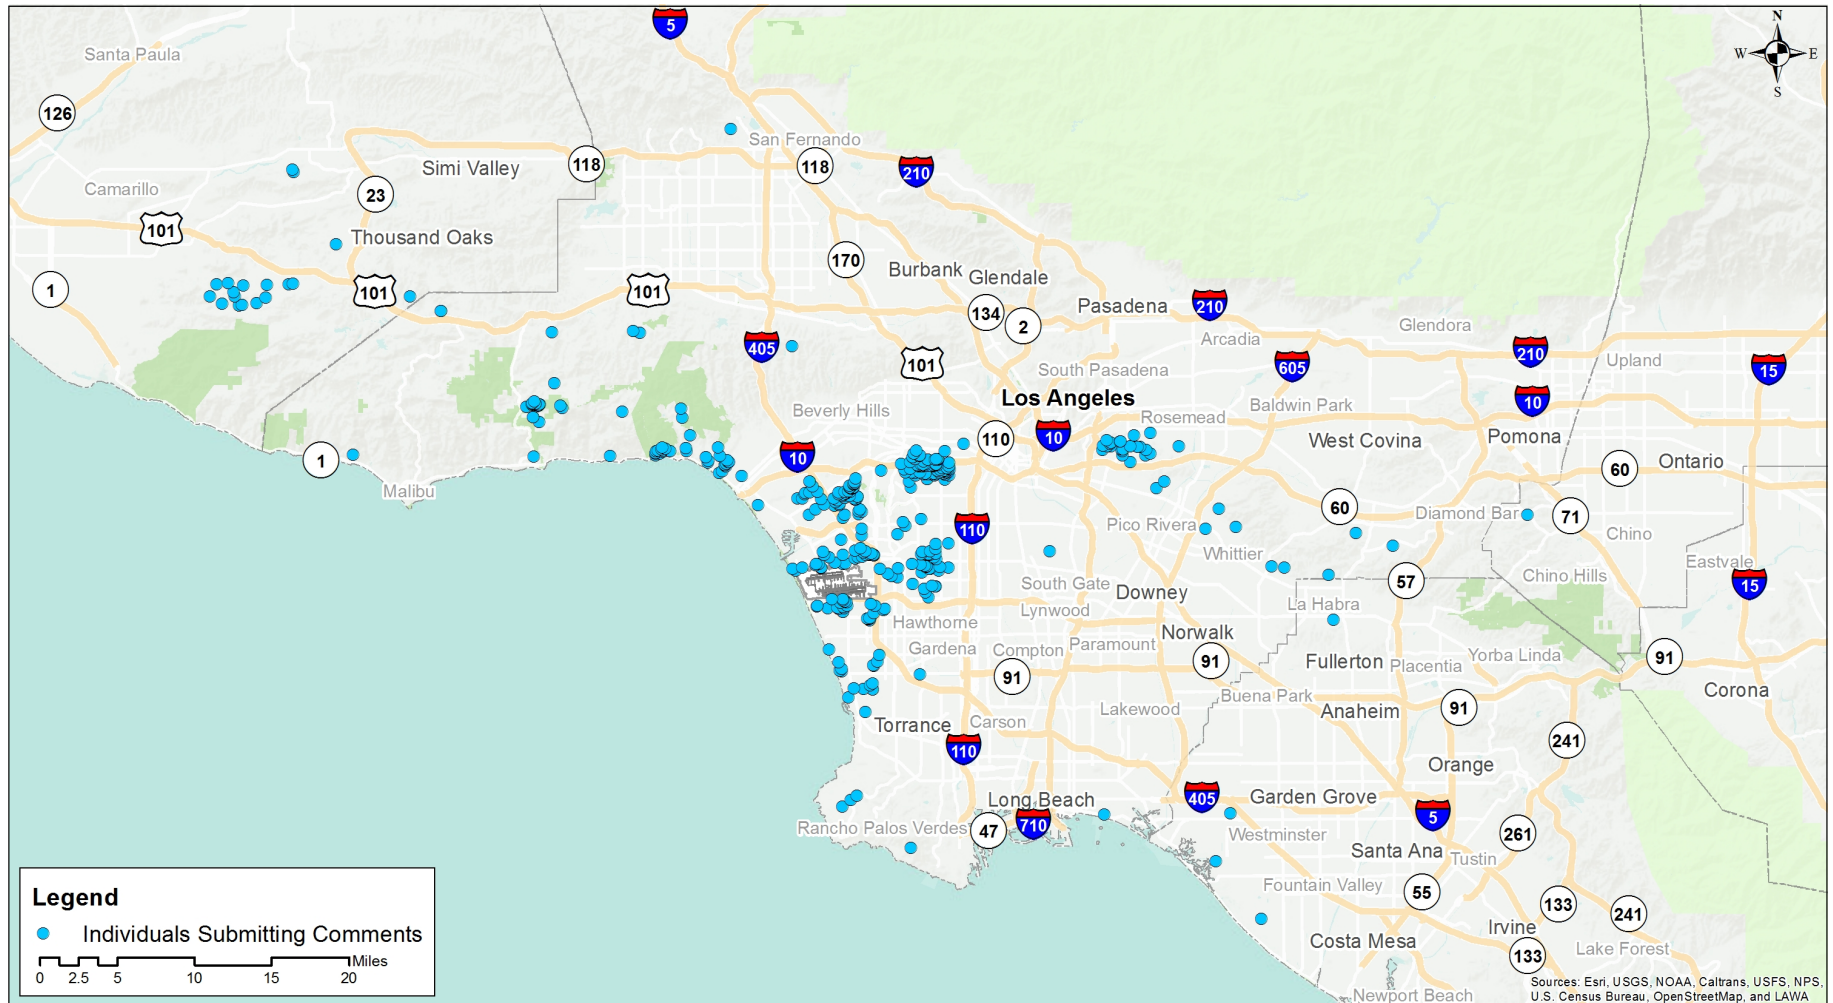 5
N
W E
S
Santa Paula
126
San Fernando
118
118
210
Simi Valley
Camarillo
23
101
Thousand Oaks
170
Burbank
Glendale
1
101
101
134
2
Pasadena
210
Arcadia
Glendora
210
Upland
15
405
101
605
South Pasadena
10
Los Angeles
Beverly Hills
Rosemead
Baldwin Park
110
10
West Covina
Pomona
10
1
60
Ontario
Malibu
110
Pico Rivera
60
Diamond Bar
71
Chino
Whittier
Eastvale
South Gate
Downey
57
Chino Hills
15
Lynwood
La Habra
Hawthorne
Norwalk
Gardena
Compton
Paramount
91
Fullerton
Placentia
Yorba Linda
91
91
Buena Park
Corona
Lakewood
Anaheim
91
Torrance
Carson
110
241
Orange
Long Beach
405
Garden Grove
5
Rancho Palos Verdes
47
710
Westminster
261
Santa Ana
Tustin
Fountain Valley
55
133
241
Irvine
Costa Mesa
133
Lake Forest
Newport Beach
Legend
Individuals Submitting Comments
Miles
0 2.5 5 10 15 20
Sources: Esri, USGS, NOAA, Caltrans, USFS, NPS,
U.S. Census Bureau, OpenStreetMap, and LAWA